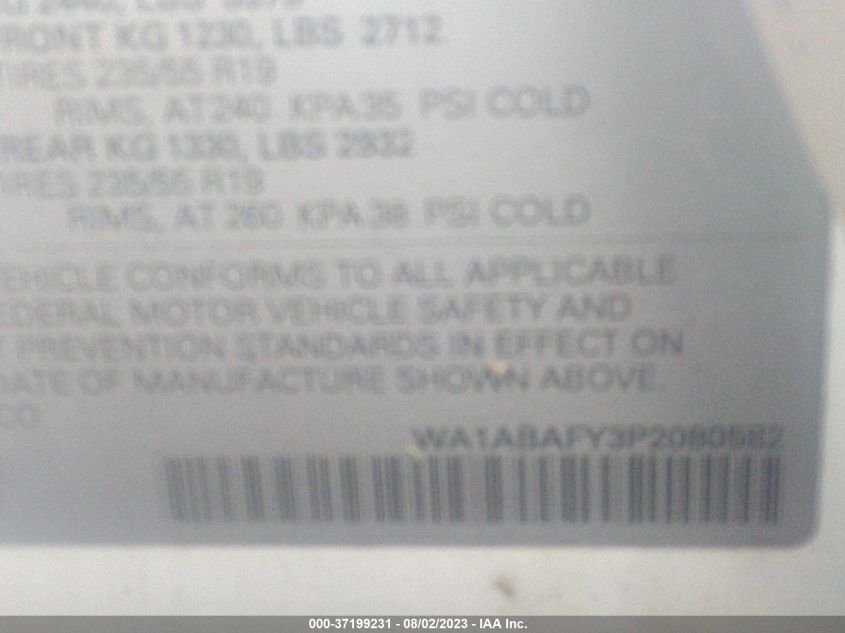 FRONT KG 1230, LBS 2712
TIRES 235/55 R19
RIMS, AT 240 KPA 35 PSI COLD
REAR KG 1330, LBS 2932
TIRES 235/55 R19
RIMS, AT 260 KPA 38 PSI COLD
VEHICLE CONFORMS TO ALL APPLICABLE
FEDERAL MOTOR VEHICLE SAFETY AND
PREVENTION STANDARDS IN EFFECT ON
DATE OF MANUFACTURE SHOWN ABOVE.
000-37199231 - 08/02/2023 - IAA Inc.